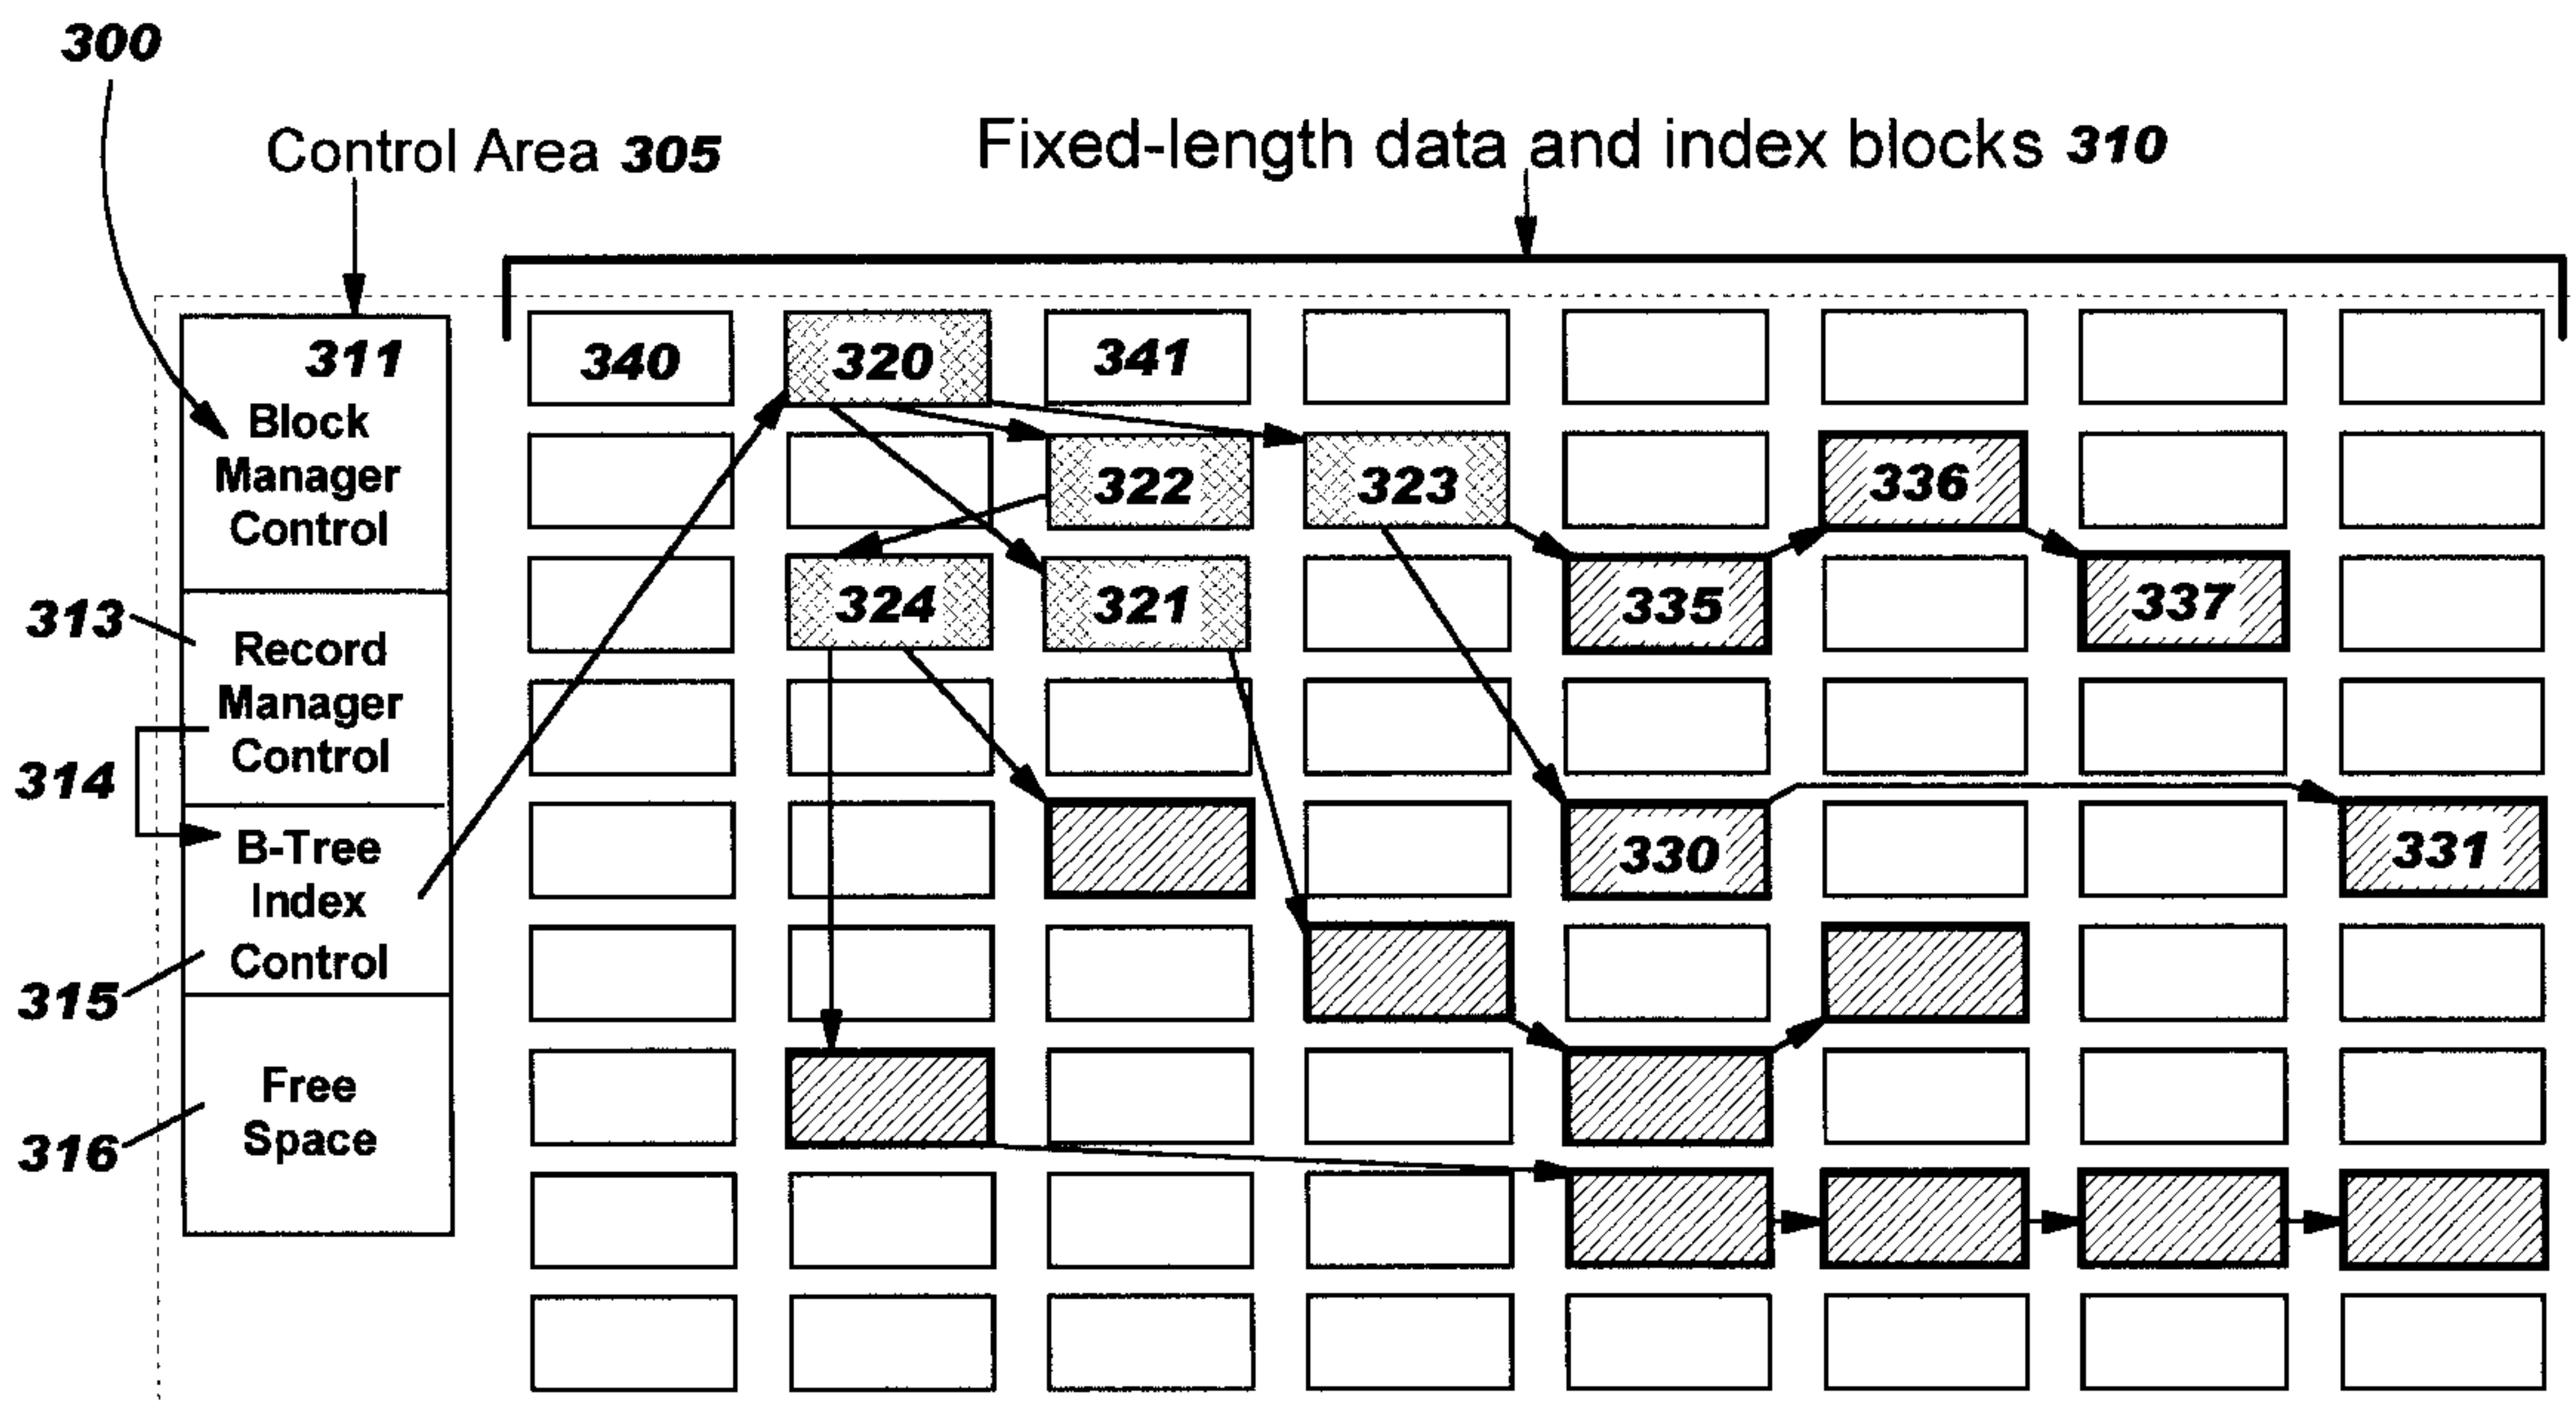 300
Control Area 305
Fixed-length data and index blocks 310
311
Block
Manager
Control
313
Record
Manager
Control
314
B-Tree
Index
Control
315
Free
Space
316
340
320
341
322
323
336
324
321
335
337
330
331